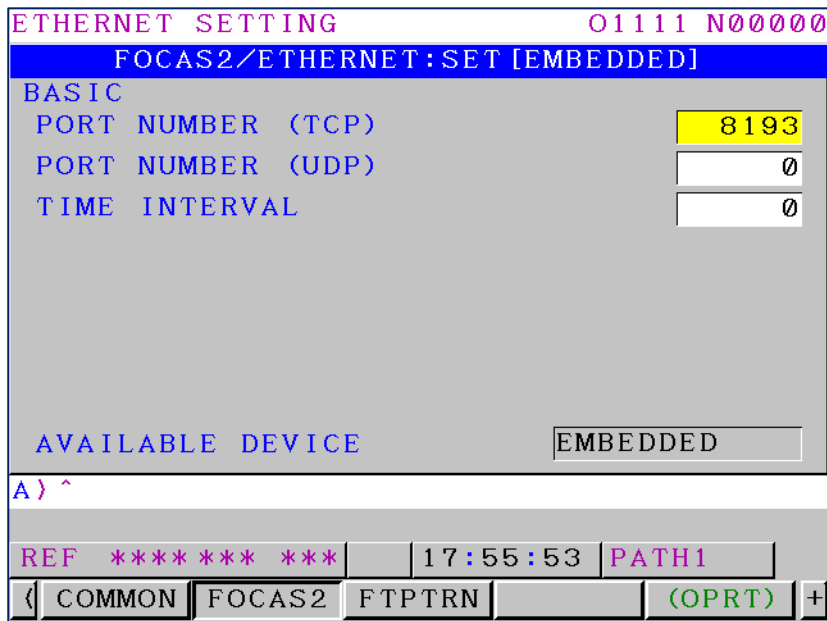 ETHERNET SETTING O1111 N00000
FOCAS2/ETHERNET:SET[EMBEDDED]
BASIC
PORT NUMBER (TCP) 8193
PORT NUMBER (UDP) 0
TIME INTERVAL 0
AVAILABLE DEVICE EMBEDDED
A) ^
REF **** *** *** 17:55:53 PATH1
( COMMON FOCAS2 FTPTRN (OPRT) +